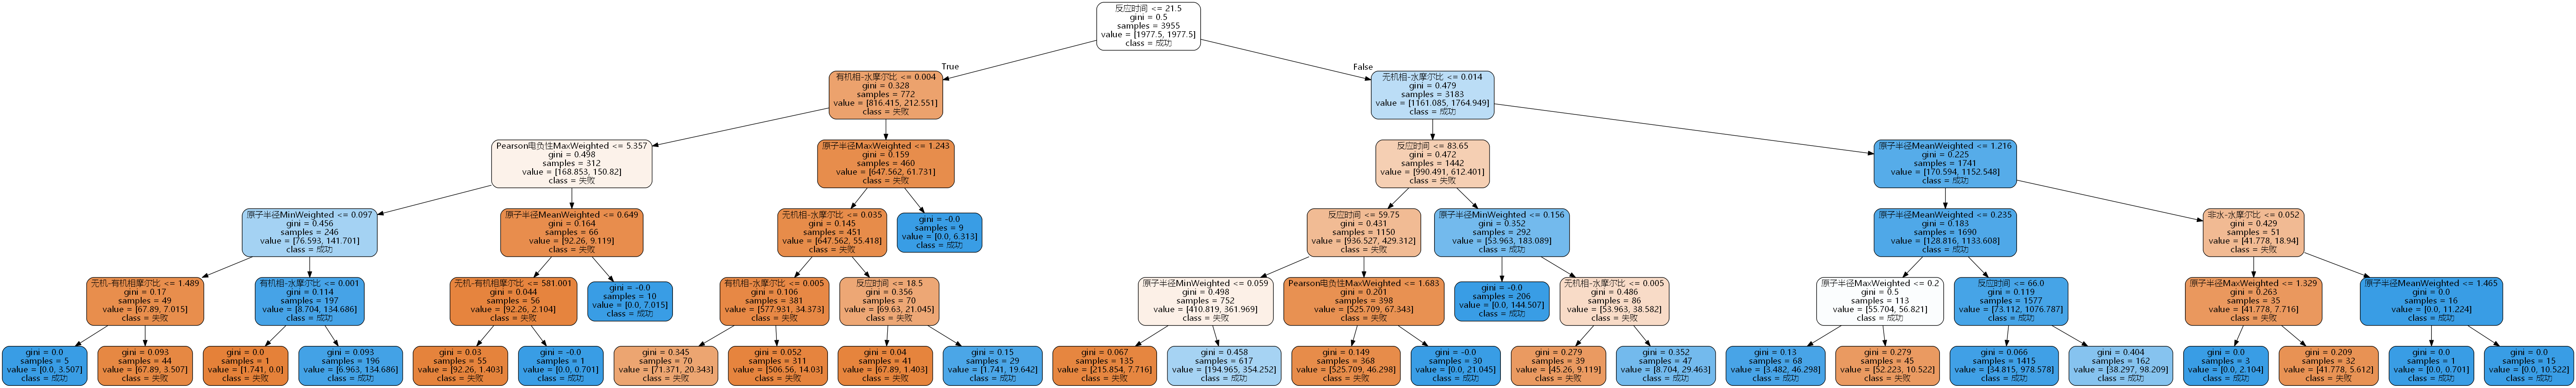 反应时间 <= 21.5
gini = 0.5
samples = 3955
value = [1977.5, 1977.5]
class = 成功
True
False
有机相-水摩尔比 <= 0.004
gini = 0.328
samples = 772
value = [816.415, 212.551]
class = 失败
无机相-水摩尔比 <= 0.014
gini = 0.479
samples = 3183
value = [1161.085, 1764.949]
class = 成功
Pearson电负性MaxWeighted <= 5.357
gini = 0.498
samples = 312
value = [168.853, 150.82]
class = 失败
原子半径MaxWeighted <= 1.243
gini = 0.159
samples = 460
value = [647.562, 61.731]
class = 失败
反应时间 <= 83.65
gini = 0.472
samples = 1442
value = [990.491, 612.401]
class = 失败
原子半径MeanWeighted <= 1.216
gini = 0.225
samples = 1741
value = [170.594, 1152.548]
class = 成功
原子半径MinWeighted <= 0.097
gini = 0.456
samples = 246
value = [76.593, 141.701]
class = 成功
原子半径MeanWeighted <= 0.649
gini = 0.164
samples = 66
value = [92.26, 9.119]
class = 失败
无机相-水摩尔比 <= 0.035
gini = 0.145
samples = 451
value = [647.562, 55.418]
class = 失败
gini = -0.0
samples = 9
value = [0.0, 6.313]
class = 成功
反应时间 <= 59.75
gini = 0.431
samples = 1150
value = [936.527, 429.312]
class = 失败
原子半径MinWeighted <= 0.156
gini = 0.352
samples = 292
value = [53.963, 183.089]
class = 成功
原子半径MeanWeighted <= 0.235
gini = 0.183
samples = 1690
value = [128.816, 1133.608]
class = 成功
非水-水摩尔比 <= 0.052
gini = 0.429
samples = 51
value = [41.778, 18.94]
class = 失败
无机-有机相摩尔比 <= 1.489
gini = 0.17
samples = 49
value = [67.89, 7.015]
class = 失败
有机相-水摩尔比 <= 0.001
gini = 0.114
samples = 197
value = [8.704, 134.686]
class = 成功
无机-有机相摩尔比 <= 581.001
gini = 0.044
samples = 56
value = [92.26, 2.104]
class = 失败
gini = -0.0
samples = 10
value = [0.0, 7.015]
class = 成功
有机相-水摩尔比 <= 0.005
gini = 0.106
samples = 381
value = [577.931, 34.373]
class = 失败
反应时间 <= 18.5
gini = 0.356
samples = 70
value = [69.63, 21.045]
class = 失败
原子半径MinWeighted <= 0.059
gini = 0.498
samples = 752
value = [410.819, 361.969]
class = 失败
Pearson电负性MaxWeighted <= 1.683
gini = 0.201
samples = 398
value = [525.709, 67.343]
class = 失败
gini = -0.0
samples = 206
value = [0.0, 144.507]
class = 成功
无机相-水摩尔比 <= 0.005
gini = 0.486
samples = 86
value = [53.963, 38.582]
class = 失败
原子半径MaxWeighted <= 0.2
gini = 0.5
samples = 113
value = [55.704, 56.821]
class = 成功
反应时间 <= 66.0
gini = 0.119
samples = 1577
value = [73.112, 1076.787]
class = 成功
原子半径MaxWeighted <= 1.329
gini = 0.263
samples = 35
value = [41.778, 7.716]
class = 失败
原子半径MeanWeighted <= 1.465
gini = 0.0
samples = 16
value = [0.0, 11.224]
class = 成功
gini = 0.0
samples = 5
value = [0.0, 3.507]
class = 成功
gini = 0.093
samples = 44
value = [67.89, 3.507]
class = 失败
gini = 0.0
samples = 1
value = [1.741, 0.0]
class = 失败
gini = 0.093
samples = 196
value = [6.963, 134.686]
class = 成功
gini = 0.03
samples = 55
value = [92.26, 1.403]
class = 失败
gini = -0.0
samples = 1
value = [0.0, 0.701]
class = 成功
gini = 0.345
samples = 70
value = [71.371, 20.343]
class = 失败
gini = 0.052
samples = 311
value = [506.56, 14.03]
class = 失败
gini = 0.04
samples = 41
value = [67.89, 1.403]
class = 失败
gini = 0.15
samples = 29
value = [1.741, 19.642]
class = 成功
gini = 0.067
samples = 135
value = [215.854, 7.716]
class = 失败
gini = 0.458
samples = 617
value = [194.965, 354.252]
class = 成功
gini = 0.149
samples = 368
value = [525.709, 46.298]
class = 失败
gini = -0.0
samples = 30
value = [0.0, 21.045]
class = 成功
gini = 0.279
samples = 39
value = [45.26, 9.119]
class = 失败
gini = 0.352
samples = 47
value = [8.704, 29.463]
class = 成功
gini = 0.13
samples = 68
value = [3.482, 46.298]
class = 成功
gini = 0.279
samples = 45
value = [52.223, 10.522]
class = 失败
gini = 0.066
samples = 1415
value = [34.815, 978.578]
class = 成功
gini = 0.404
samples = 162
value = [38.297, 98.209]
class = 成功
gini = 0.0
samples = 3
value = [0.0, 2.104]
class = 成功
gini = 0.209
samples = 32
value = [41.778, 5.612]
class = 失败
gini = 0.0
samples = 1
value = [0.0, 0.701]
class = 成功
gini = 0.0
samples = 15
value = [0.0, 10.522]
class = 成功